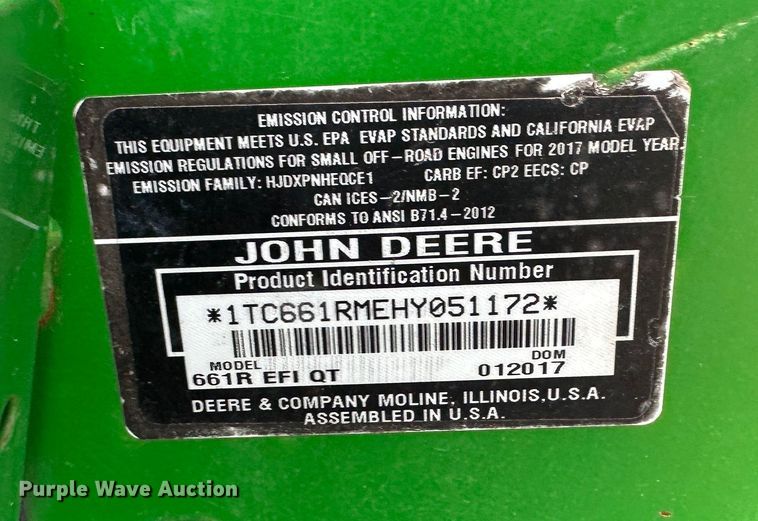 EMISSION CONTROL INFORMATION:
THIS EQUIPMENT MEETS U.S. EPA EVAP STANDARDS AND CALIFORNIA EVAP
EMISSION REGULATIONS FOR SMALL OFF-ROAD ENGINES FOR 2017 MODEL YEAR.
EMISSION FAMILY: HJDXPNHEQCE1 CARB EF: CP2 EECS: CP
CAN ICES-2/NMB-2
CONFORMS TO ANSI B71.4-2012
JOHN DEERE
Product Identification Number
*1TC661RMEHY051172*
MODEL DOM
661R EFI QT 012017
DEERE & COMPANY MOLINE, ILLINOIS,U.S.A.
ASSEMBLED IN U.S.A.
Purple Wave Auction